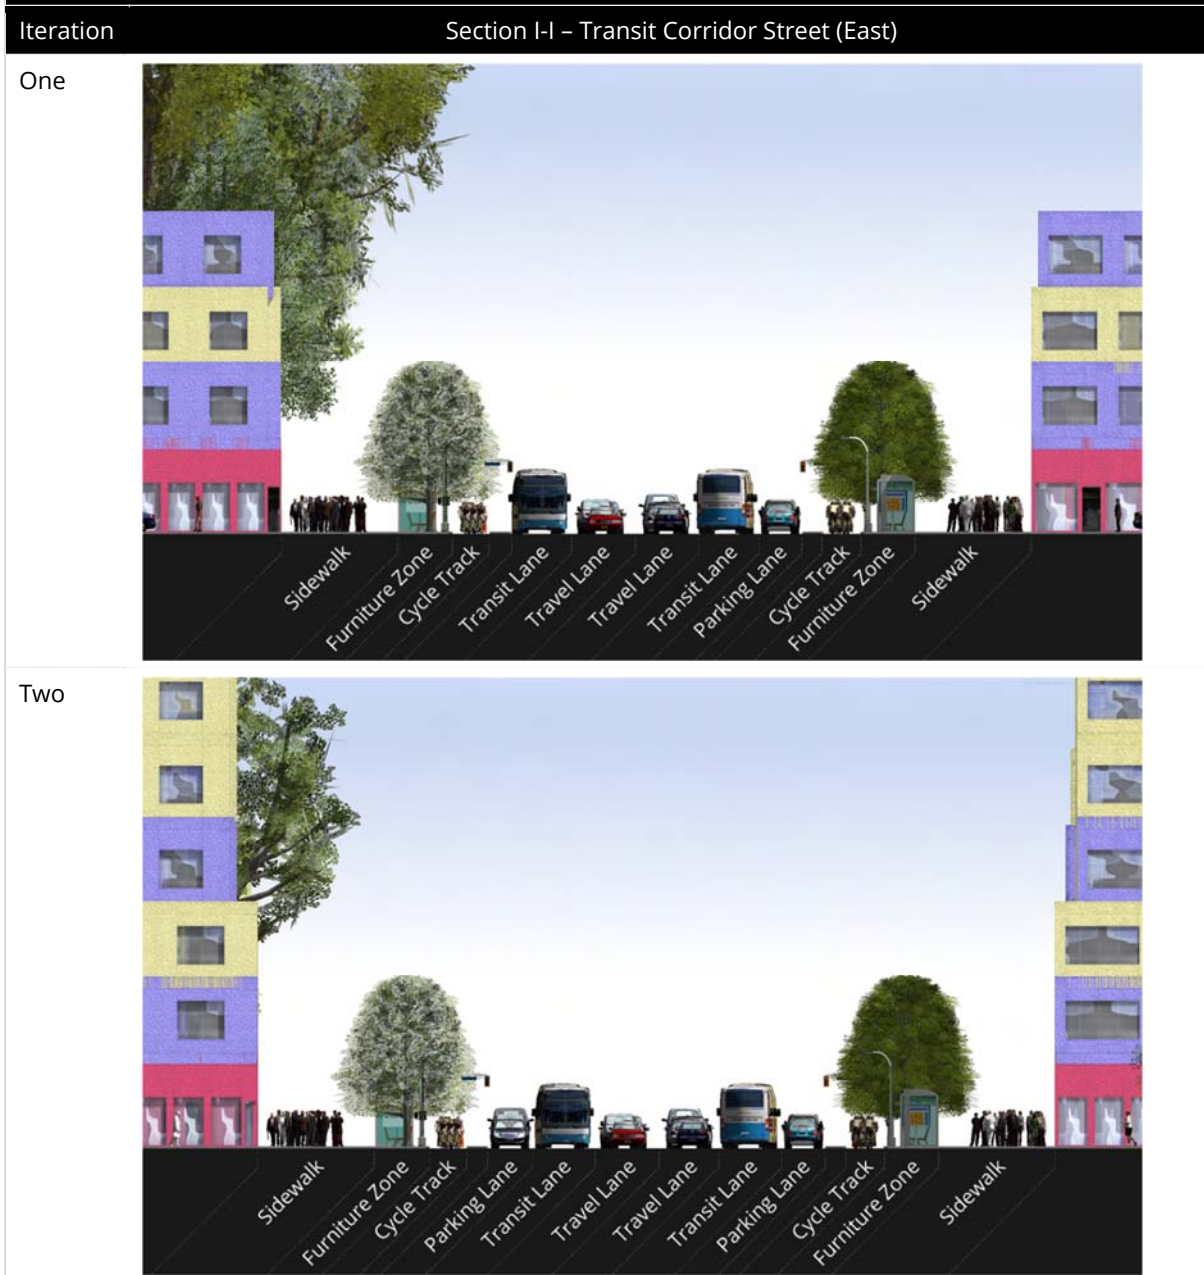 Iteration
Section I-I – Transit Corridor Street (East)
One
Sidewalk
Furniture Zone
Cycle Track
Transit Lane
Travel Lane
Travel Lane
Transit Lane
Parking Lane
Cycle Track
Furniture Zone
Sidewalk
Two
Sidewalk
Furniture Zone
Cycle Track
Parking Lane
Transit Lane
Travel Lane
Travel Lane
Transit Lane
Parking Lane
Cycle Track
Furniture Zone
Sidewalk